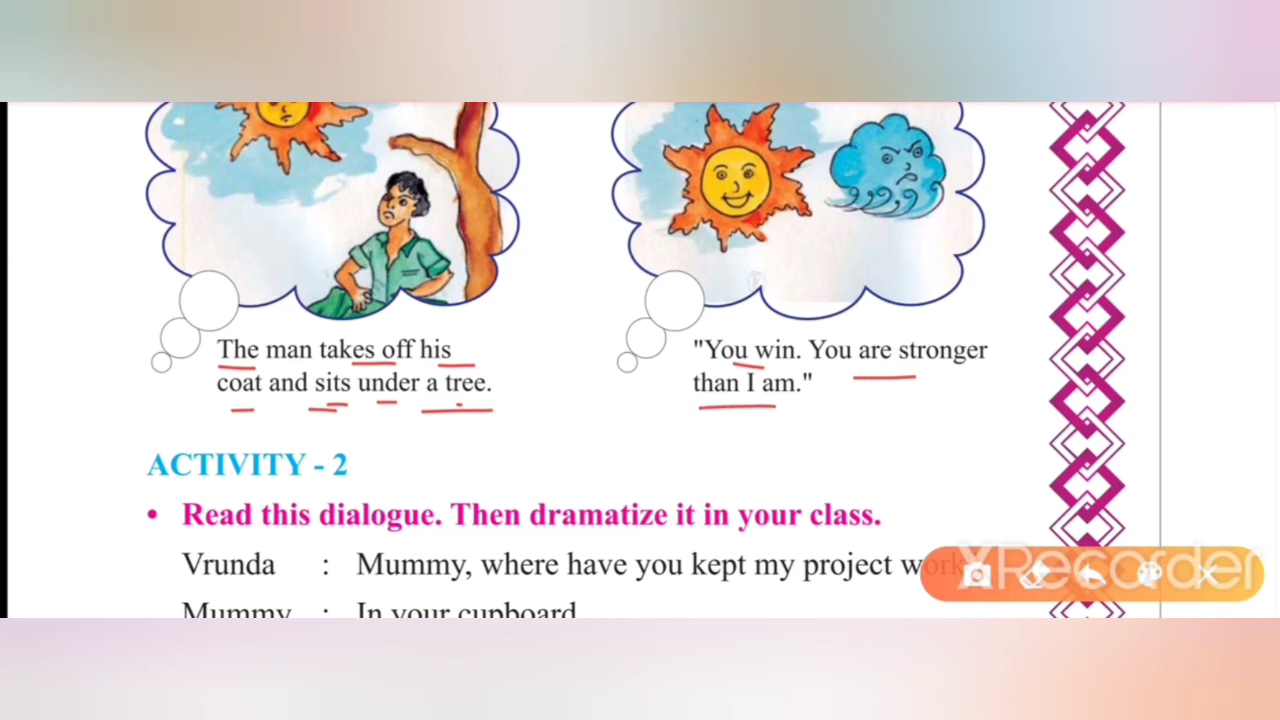 The man takes off his
coat and sits under a tree.
"You win. You are stronger
than I am."
ACTIVITY - 2
• Read this dialogue. Then dramatize it in your class.
Vrunda : Mummy, where have you kept my project work
XRecorder
Mummy : In your cupboard